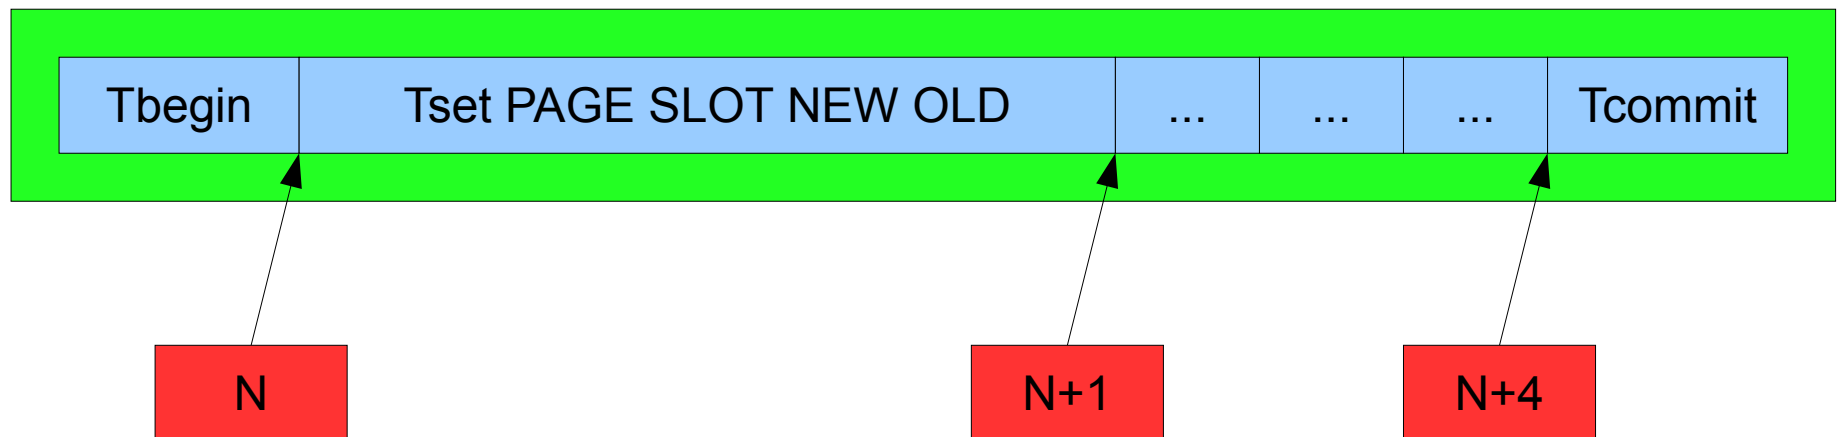 Tbegin Tset PAGE SLOT NEW OLD ... ... ... Tcommit
N N+1 N+4